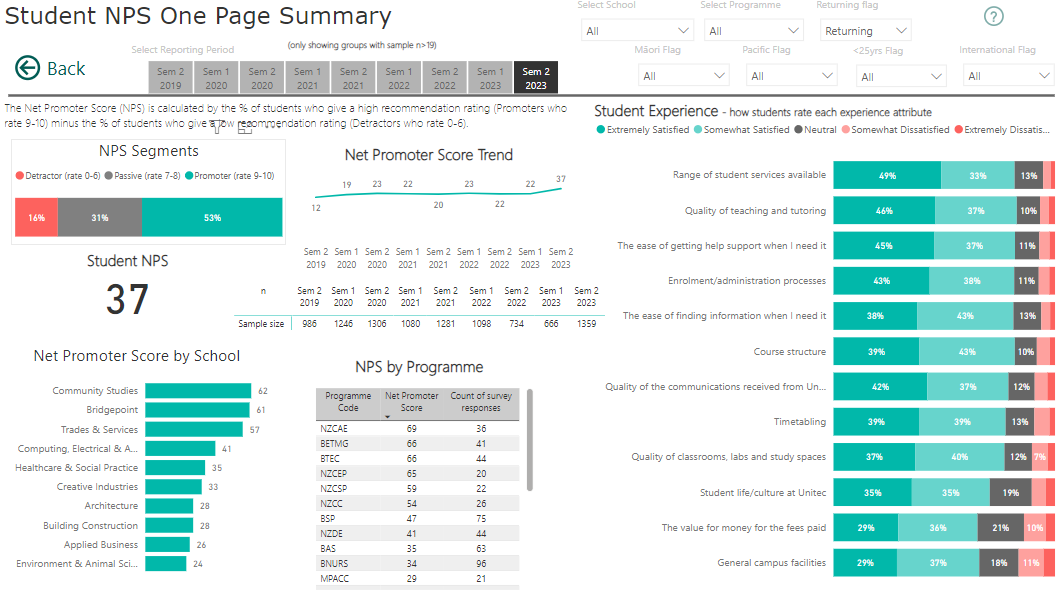 Student NPS One Page Summary
Select School
Select Programme
Returning flag
All
All
Returning
?
Select Reporting Period
(only showing groups with sample n>19)
Māori Flag
Pacific Flag
<25yrs Flag
International Flag
All
All
All
All
Back
Sem 2 2019
Sem 1 2020
Sem 2 2020
Sem 1 2021
Sem 2 2021
Sem 1 2022
Sem 2 2022
Sem 1 2023
Sem 2 2023
The Net Promoter Score (NPS) is calculated by the % of students who give a high recommendation rating (Promoters who
rate 9-10) minus the % of students who give a low recommendation rating (Detractors who rate 0-6).
NPS Segments
Detractor (rate 0-6) Passive (rate 7-8) Promoter (rate 9-10)
16% 31% 53%
Student NPS
37
Net Promoter Score Trend
12 19 23 22 20 23 22 22 37
Sem 2 Sem 1 Sem 2 Sem 1 Sem 2 Sem 1 Sem 2 Sem 1 Sem 2
2019 2020 2020 2021 2021 2022 2022 2023 2023
n Sem 2 Sem 1 Sem 2 Sem 1 Sem 2 Sem 1 Sem 2 Sem 1 Sem 2
2019 2020 2020 2021 2021 2022 2022 2023 2023
Sample size 986 1246 1306 1080 1281 1098 734 666 1359
Net Promoter Score by School
Community Studies 62
Bridgepoint 61
Trades & Services 57
Computing, Electrical & A... 41
Healthcare & Social Practice 35
Creative Industries 33
Architecture 28
Building Construction 28
Applied Business 26
Environment & Animal Sci... 24
NPS by Programme
Programme Net Promoter Count of survey
Code Score responses
NZCAE 69 36
BETMG 66 41
BTEC 66 44
NZCEP 65 20
NZCSP 59 22
NZCC 54 26
BSP 47 75
NZDE 41 44
BAS 35 63
BNURS 34 96
MPACC 29 21
Student Experience - how students rate each experience attribute
Extremely Satisfied Somewhat Satisfied Neutral Somewhat Dissatisfied Extremely Dissatis...
Range of student services available 49% 33% 13%
Quality of teaching and tutoring 46% 37% 10%
The ease of getting help support when I need it 45% 37% 11%
Enrolment/administration processes 43% 38% 11%
The ease of finding information when I need it 38% 43% 13%
Course structure 39% 43% 10%
Quality of the communications received from Un... 42% 37% 12%
Timetabling 39% 39% 13%
Quality of classrooms, labs and study spaces 37% 40% 12% 7%
Student life/culture at Unitec 35% 35% 19%
The value for money for the fees paid 29% 36% 21% 10%
General campus facilities 29% 37% 18% 11%